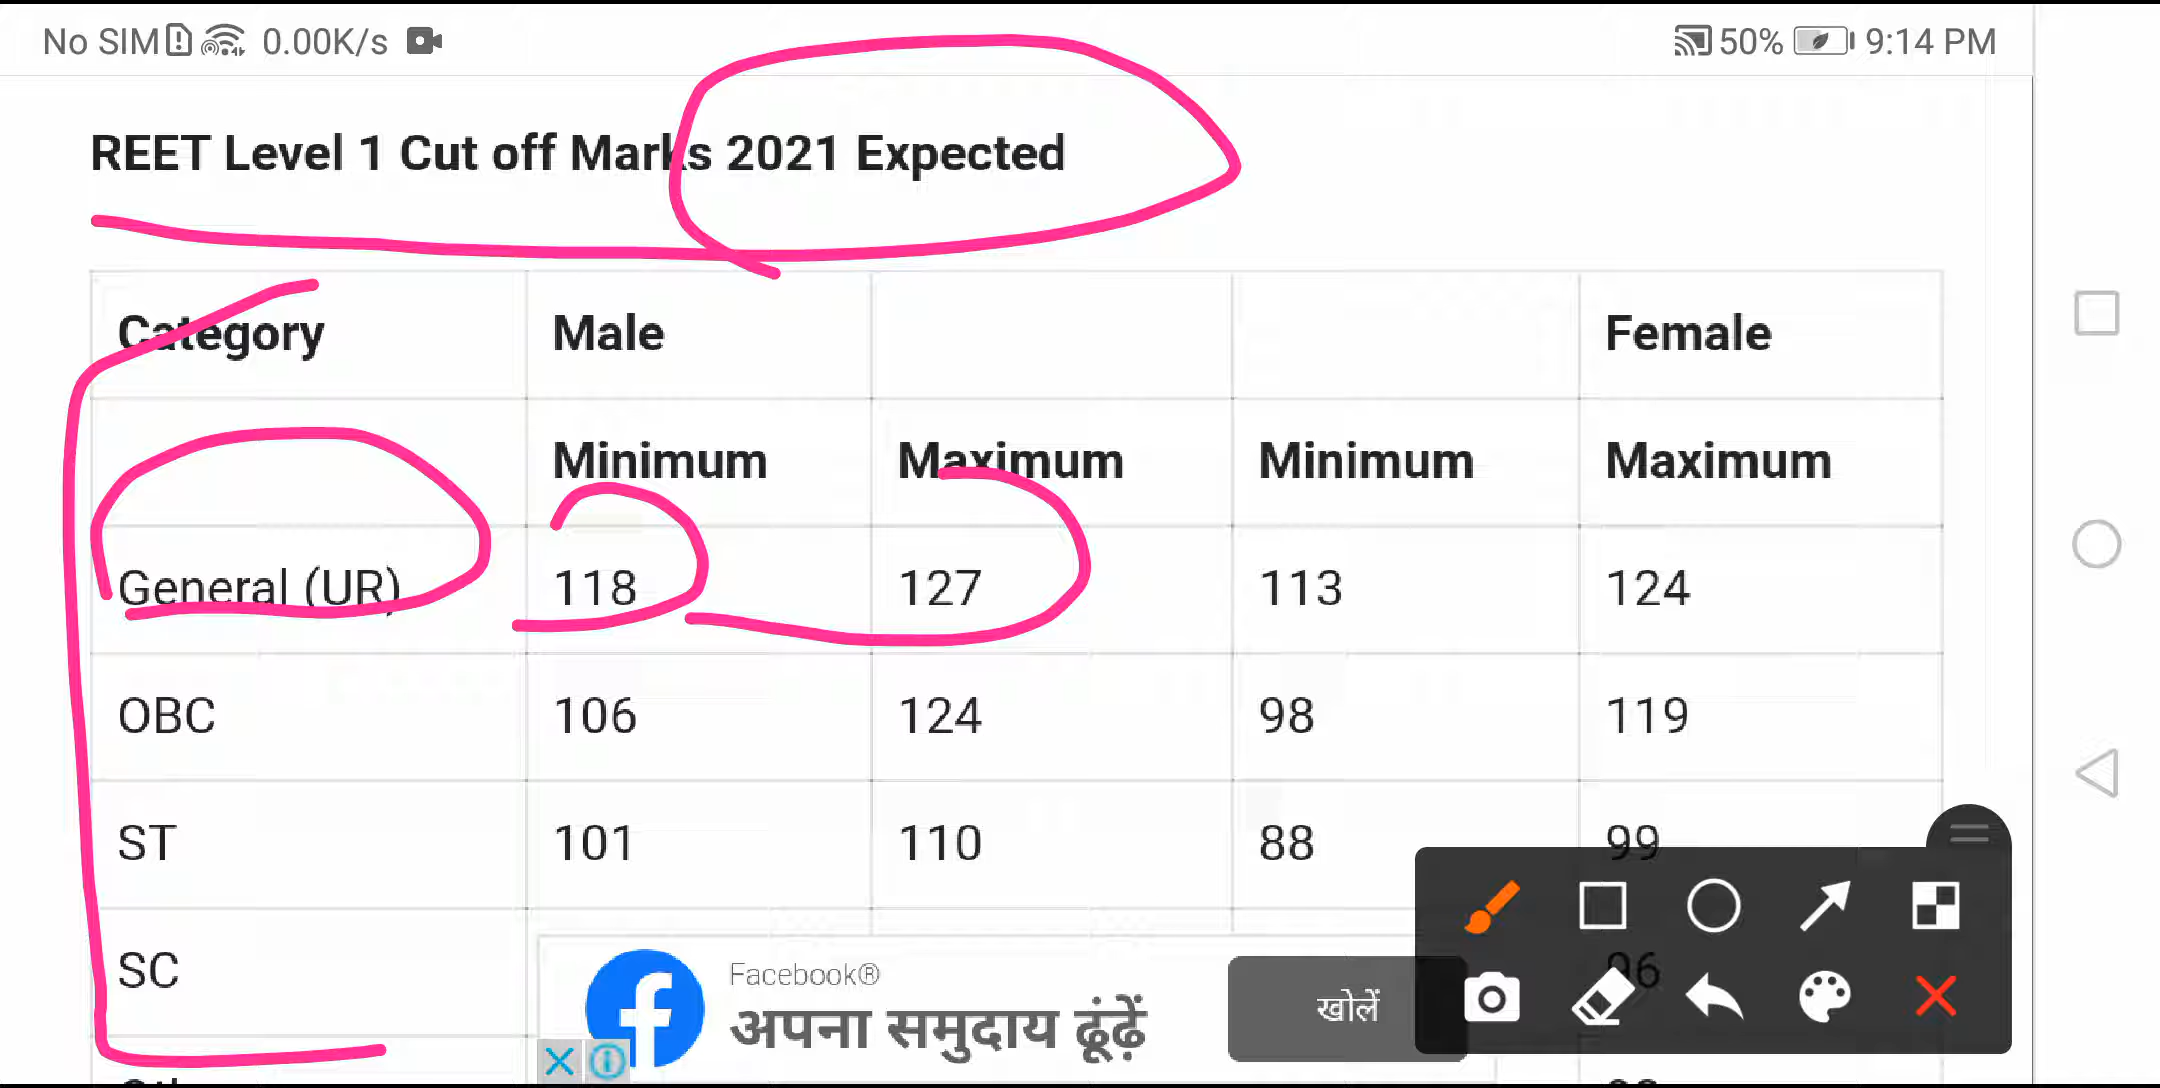 No SIM 0.00K/s 50% 9:14 PM
REET Level 1 Cut off Marks 2021 Expected
Category Male Female
Minimum Maximum Minimum Maximum
General (UR) 118 127 113 124
OBC 106 124 98 119
ST 101 110 88 99
SC
Facebook®
अपना समुदाय ढूंढ़ें
खोलें